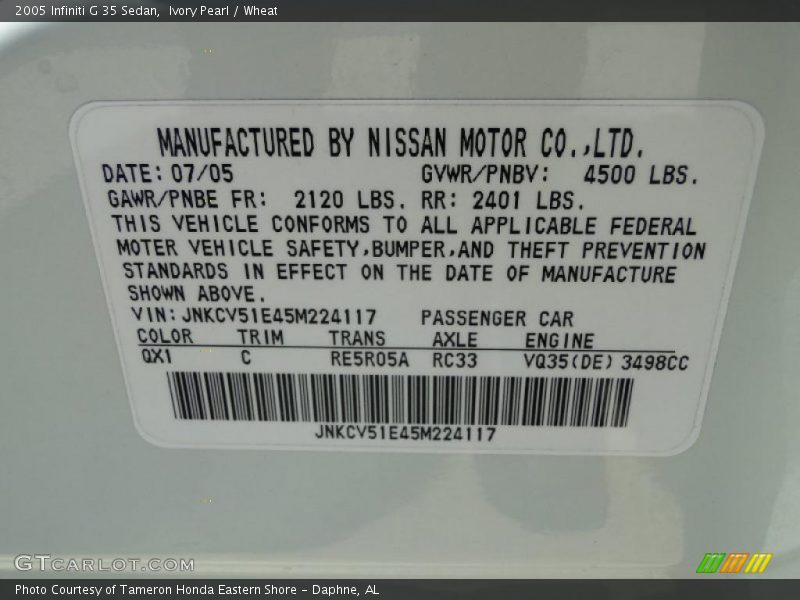 2005 Infiniti G 35 Sedan, Ivory Pearl / Wheat
MANUFACTURED BY NISSAN MOTOR CO.,LTD.
DATE: 07/05 GVWR/PNBV: 4500 LBS.
GAWR/PNBE FR: 2120 LBS. RR: 2401 LBS.
THIS VEHICLE CONFORMS TO ALL APPLICABLE FEDERAL
MOTER VEHICLE SAFETY,BUMPER,AND THEFT PREVENTION
STANDARDS IN EFFECT ON THE DATE OF MANUFACTURE
SHOWN ABOVE.
VIN: JNKCV51E45M224117 PASSENGER CAR
COLOR TRIM TRANS AXLE ENGINE
QX1 C RE5R05A RC33 VQ35(DE) 3498CC
JNKCV51E45M224117
GTCARLOT.COM
Photo Courtesy of Tameron Honda Eastern Shore - Daphne, AL